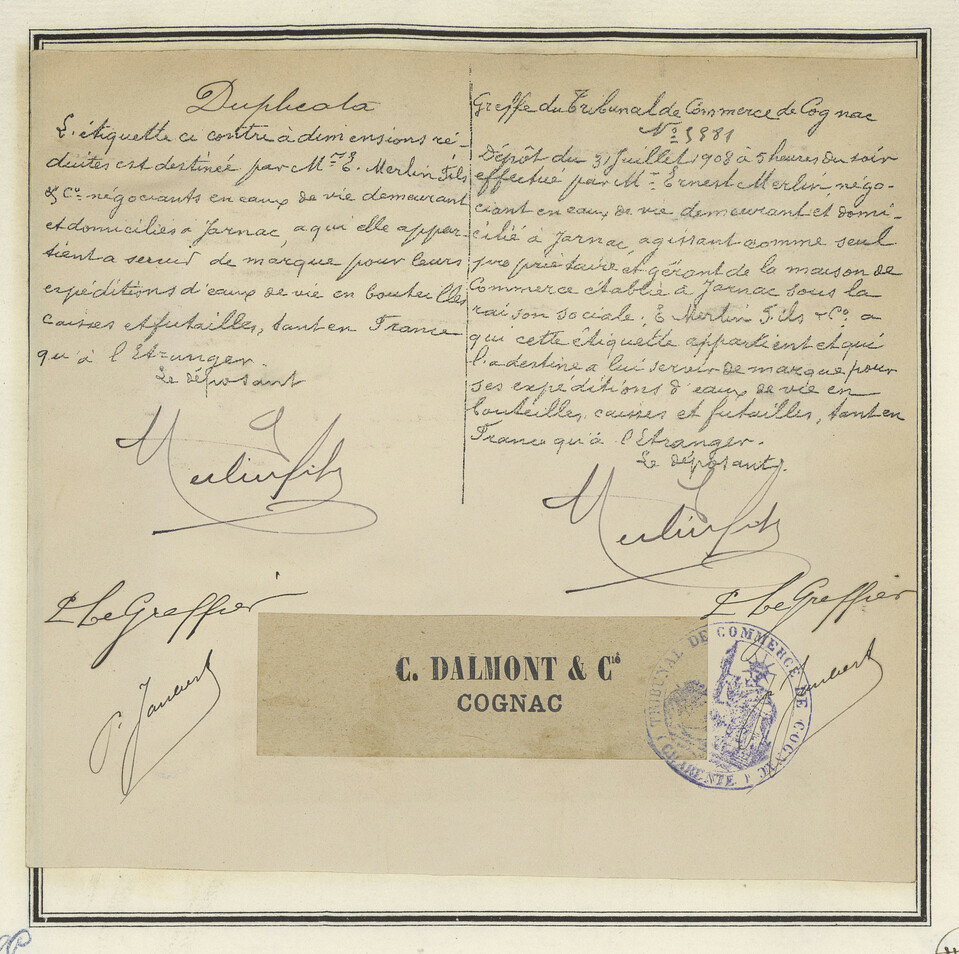 Duplicata
L'étiquette ci contre à dimensions ré-
duites est destinée par Mrs E. Merlin Fils
& Co. négociants en eaux de vie demeurant
et domiciliés à Jarnac, a qui elle appar-
tient a servir de marque pour leurs
expéditions d'eaux de vie en bouteilles
caisses et futailles, tant en France
qu'à l'Etranger.
Le déposant
Merlin fils
P. Le Greffier
Greffe du Tribunal de Commerce de Cognac
No 5981
Dépôt du 31 Juillet 1908 à 5 heures du soir
effectué par Mr Ernest Merlin négo-
ciant en eaux de vie demeurant et domi-
cilié à Jarnac, agissant comme seul
propriétaire et gérant de la maison de
Commerce établie à Jarnac sous la
raison sociale. E Merlin Fils & Co. a
qui cette étiquette appartient et qui
l'a destine a lui servir de marque pour
ses expéditions d'eaux de vie en
bouteilles, caisses et futailles, tant en
France qu'à l'Etranger.
Le déposant.
Merlin fils
P. Le Greffier
C. DALMONT & Cie
COGNAC
TRIBUNAL DE COMMERCE DE COGNAC
(CHARENTE)